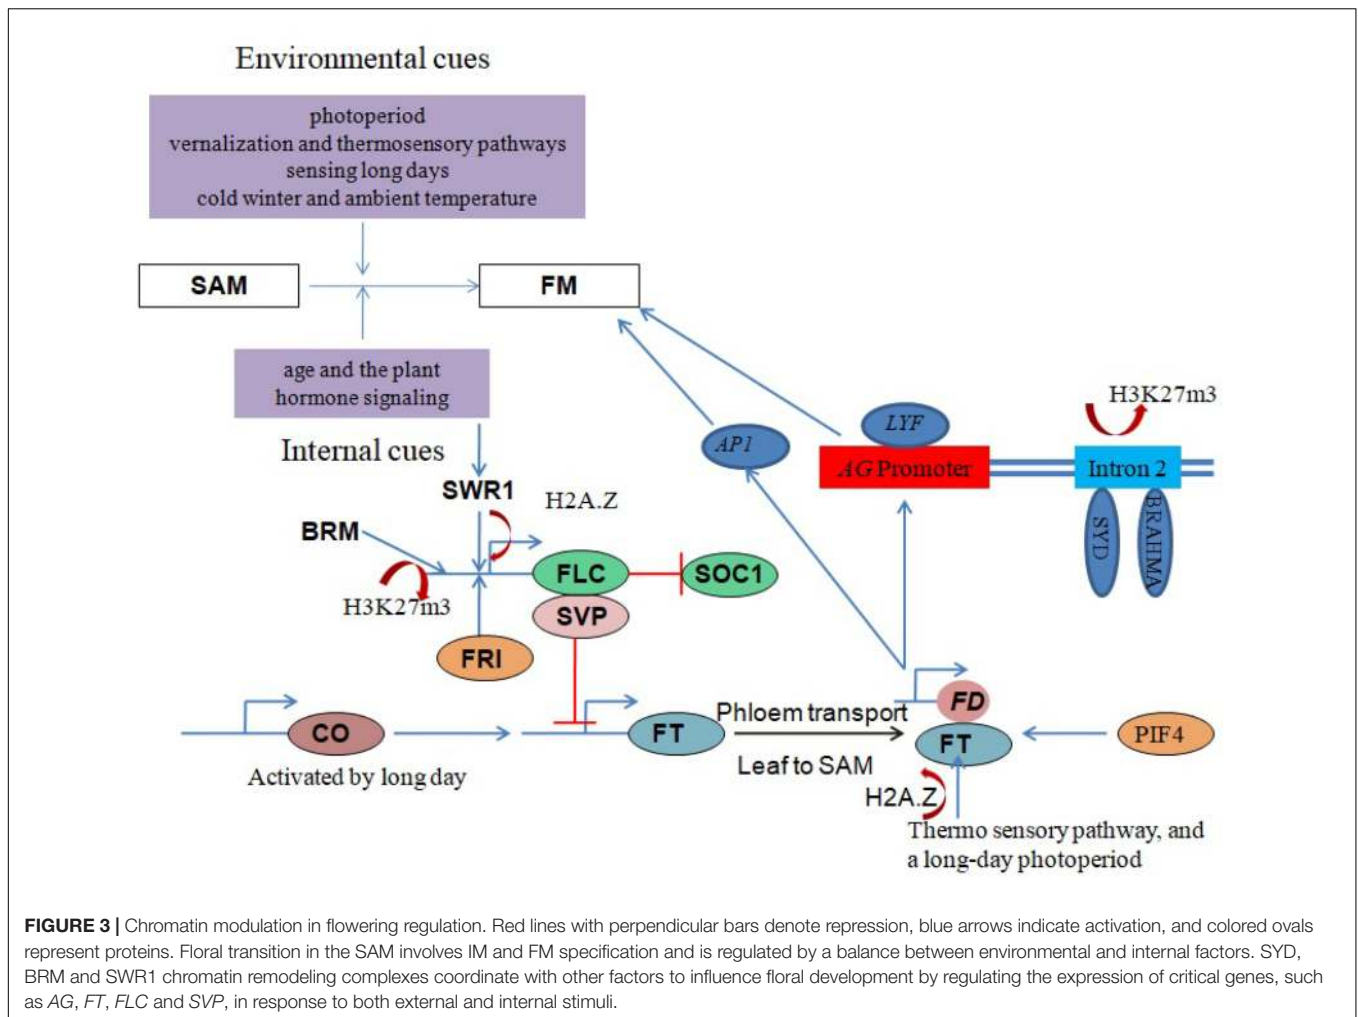 Environmental cues
photoperiod
vernalization and thermosensory pathways
sensing long days
cold winter and ambient temperature
SAM
FM
age and the plant
hormone signaling
Internal cues
AP1
LYF
AG Promoter
H3K27m3
Intron 2
SYD
BRAHMA
SWR1
H2A.Z
BRM
H3K27m3
FLC
SOC1
SVP
FRI
CO
Activated by long day
FT
Phloem transport
Leaf to SAM
FD
FT
PIF4
H2A.Z
Thermo sensory pathway, and
a long-day photoperiod
FIGURE 3 | Chromatin modulation in flowering regulation. Red lines with perpendicular bars denote repression, blue arrows indicate activation, and colored ovals
represent proteins. Floral transition in the SAM involves IM and FM specification and is regulated by a balance between environmental and internal factors. SYD,
BRM and SWR1 chromatin remodeling complexes coordinate with other factors to influence floral development by regulating the expression of critical genes, such
as AG, FT, FLC and SVP, in response to both external and internal stimuli.